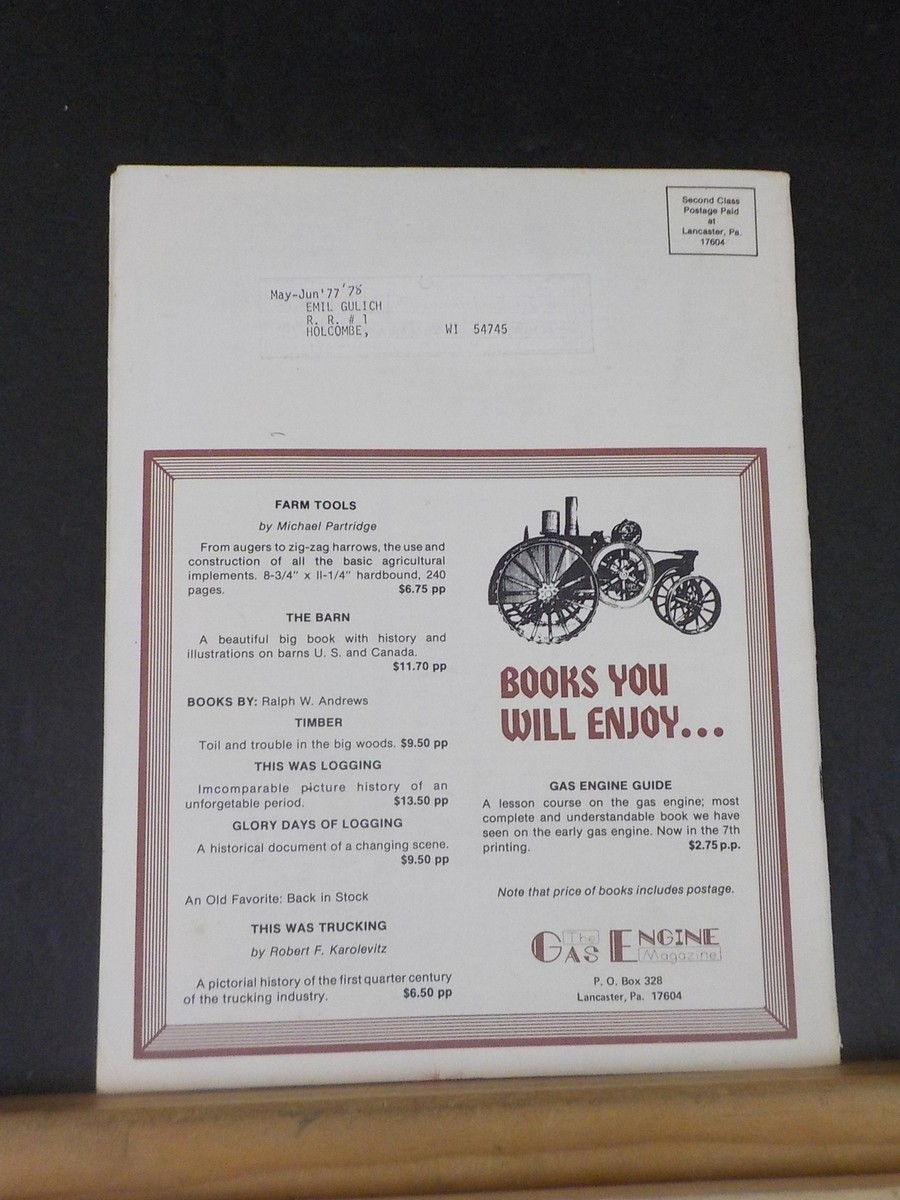 Second Class
Postage Paid
at
Lancaster, Pa.
17604
May-Jun'77 '78
EMIL GULICH
R. R. # 1
HOLCOMBE, WI 54745
FARM TOOLS
by Michael Partridge
From augers to zig-zag harrows, the use and
construction of all the basic agricultural
implements. 8-3/4" x II-1/4" hardbound, 240
pages. $6.75 pp
THE BARN
A beautiful big book with history and
illustrations on barns U. S. and Canada.
$11.70 pp
BOOKS BY: Ralph W. Andrews
TIMBER
Toil and trouble in the big woods. $9.50 pp
THIS WAS LOGGING
Imcomparable picture history of an
unforgetable period. $13.50 pp
GLORY DAYS OF LOGGING
A historical document of a changing scene.
$9.50 pp
An Old Favorite: Back in Stock
THIS WAS TRUCKING
by Robert F. Karolevitz
A pictorial history of the first quarter century
of the trucking industry. $6.50 pp
BOOKS YOU
WILL ENJOY...
GAS ENGINE GUIDE
A lesson course on the gas engine; most
complete and understandable book we have
seen on the early gas engine. Now in the 7th
printing. $2.75 p.p.
Note that price of books includes postage.
The
GAS ENGINE
Magazine
P. O. Box 328
Lancaster, Pa. 17604